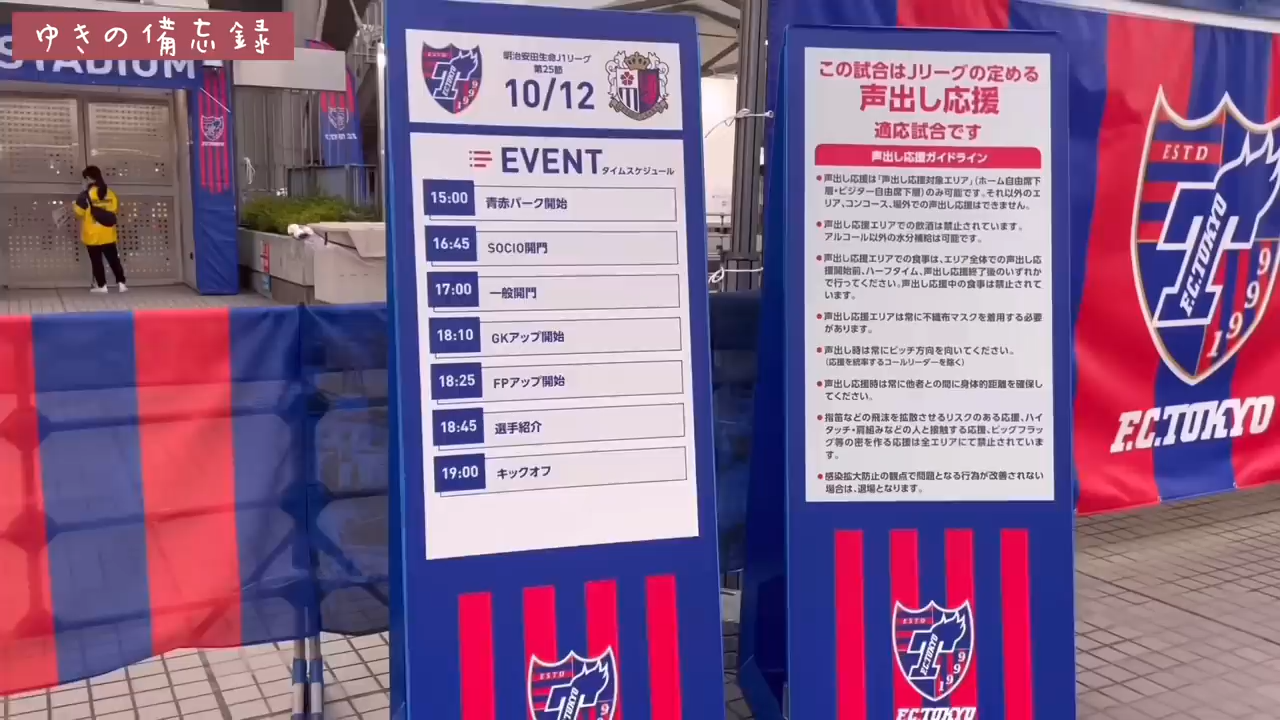 ゆきの備忘録
STADIUM
明治安田生命J1リーグ
第25節
10/12
EVENT タイムスケジュール
15:00 青赤パーク開始
16:45 SOCIO開門
17:00 一般開門
18:10 GKアップ開始
18:25 FPアップ開始
18:45 選手紹介
19:00 キックオフ
ESTD
この試合はJリーグの定める
声出し応援
適応試合です
声出し応援ガイドライン
●声出し応援は「声出し応援対象エリア」(ホーム自由席下
層・ビジター自由席下層)のみ可能です。それ以外のエ
リア、コンコース、場外での声出し応援はできません。
●声出し応援エリアでの飲酒は禁止されています。
アルコール以外の水分補給は可能です。
●声出し応援エリアでの食事は、エリア全体での声出し応
援開始前、ハーフタイム、声出し応援終了後のいずれか
で行ってください。声出し応援中の食事は禁止されて
います。
●声出し応援エリアは常に不織布マスクを着用する必要
があります。
●声出し時は常にピッチ方向を向いてください。
(応援を統率するコールリーダーを除く)
●声出し応援時は常に他者との間に身体的距離を確保し
てください。
●指笛などの飛沫を拡散させるリスクのある応援、ハイ
タッチ・肩組みなどの人と接触する応援、ビッグフラッ
グ等の密を作る応援は全エリアにて禁止されていま
す。
●感染拡大防止の観点で問題となる行為が改善されない
場合は、退場となります。
ESTD
F.C.TOKYO
1999
F.C.TOKYO
ESTD
F.C.TOKYO
1999
F.C.TOKYO